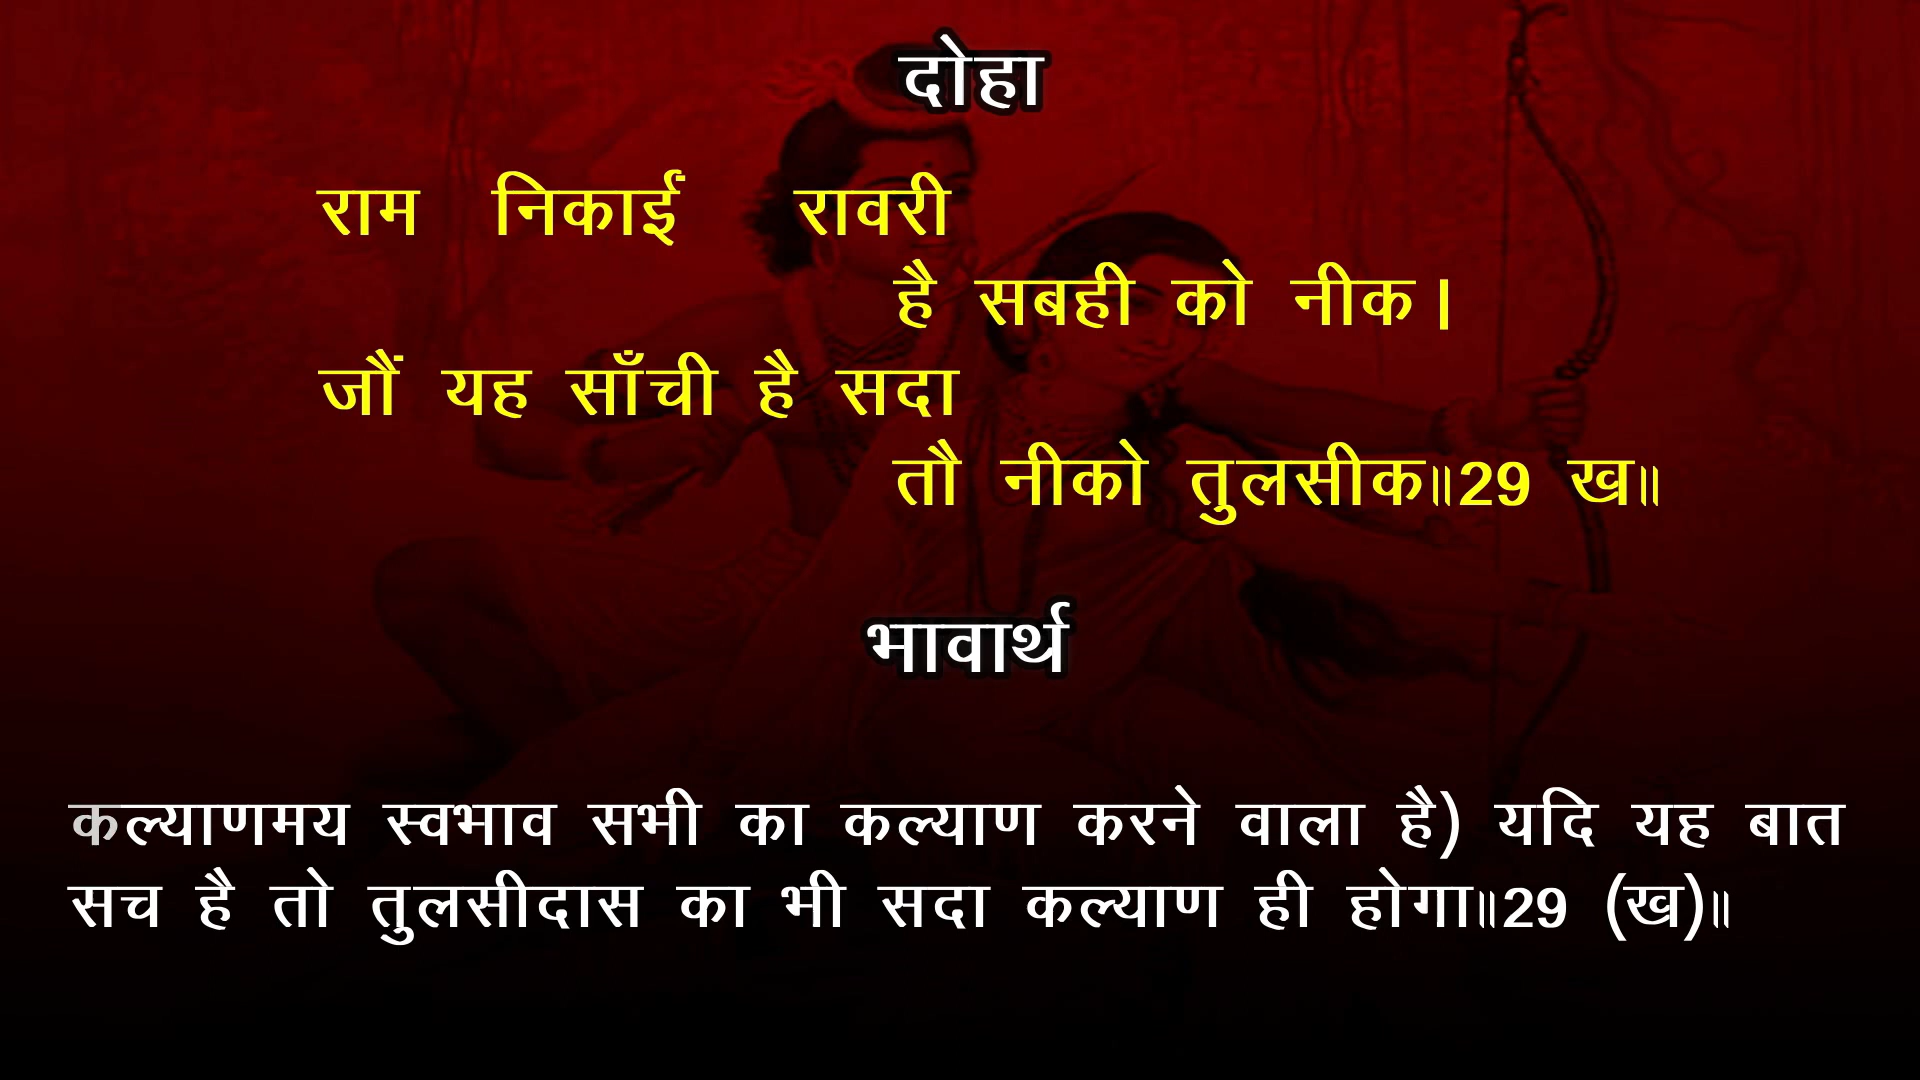 दोहा
राम निकाईं रावरी
है सबही को नीक।
जौं यह साँची है सदा
तौ नीको तुलसीक॥29 ख॥
भावार्थ
कल्याणमय स्वभाव सभी का कल्याण करने वाला है) यदि यह बात
सच है तो तुलसीदास का भी सदा कल्याण ही होगा॥29 (ख)॥